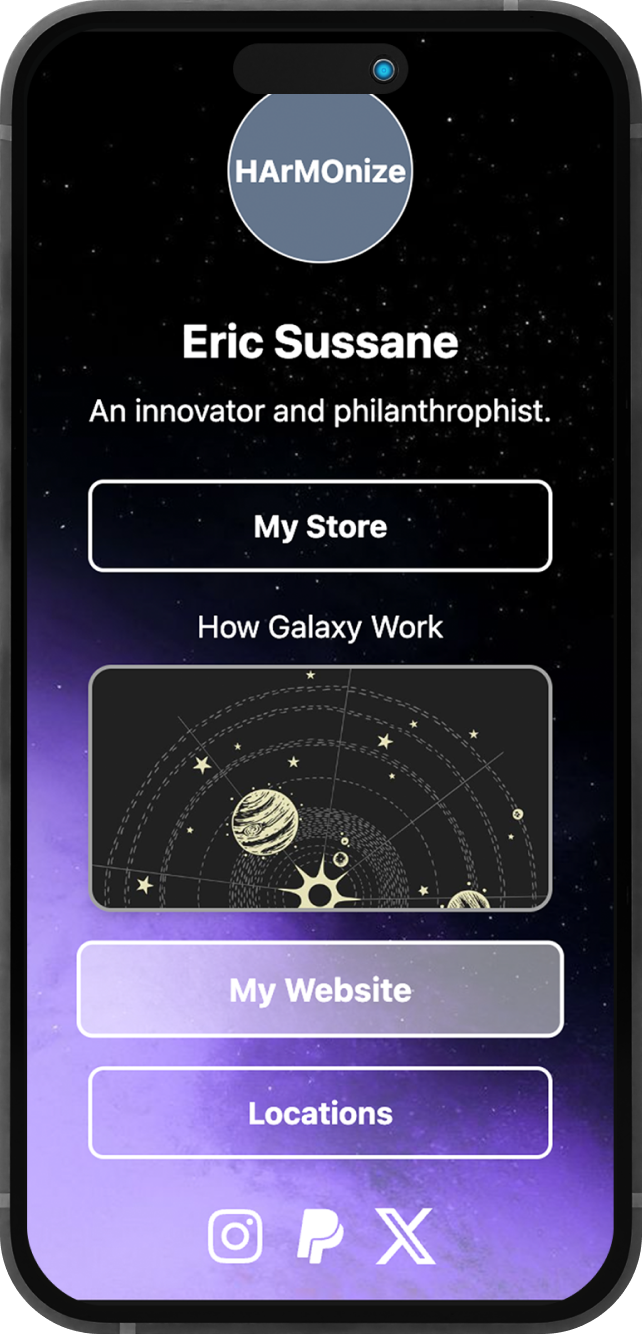 HArMOnize
Eric Sussane
An innovator and philanthrophist.
My Store
How Galaxy Work
My Website
Locations